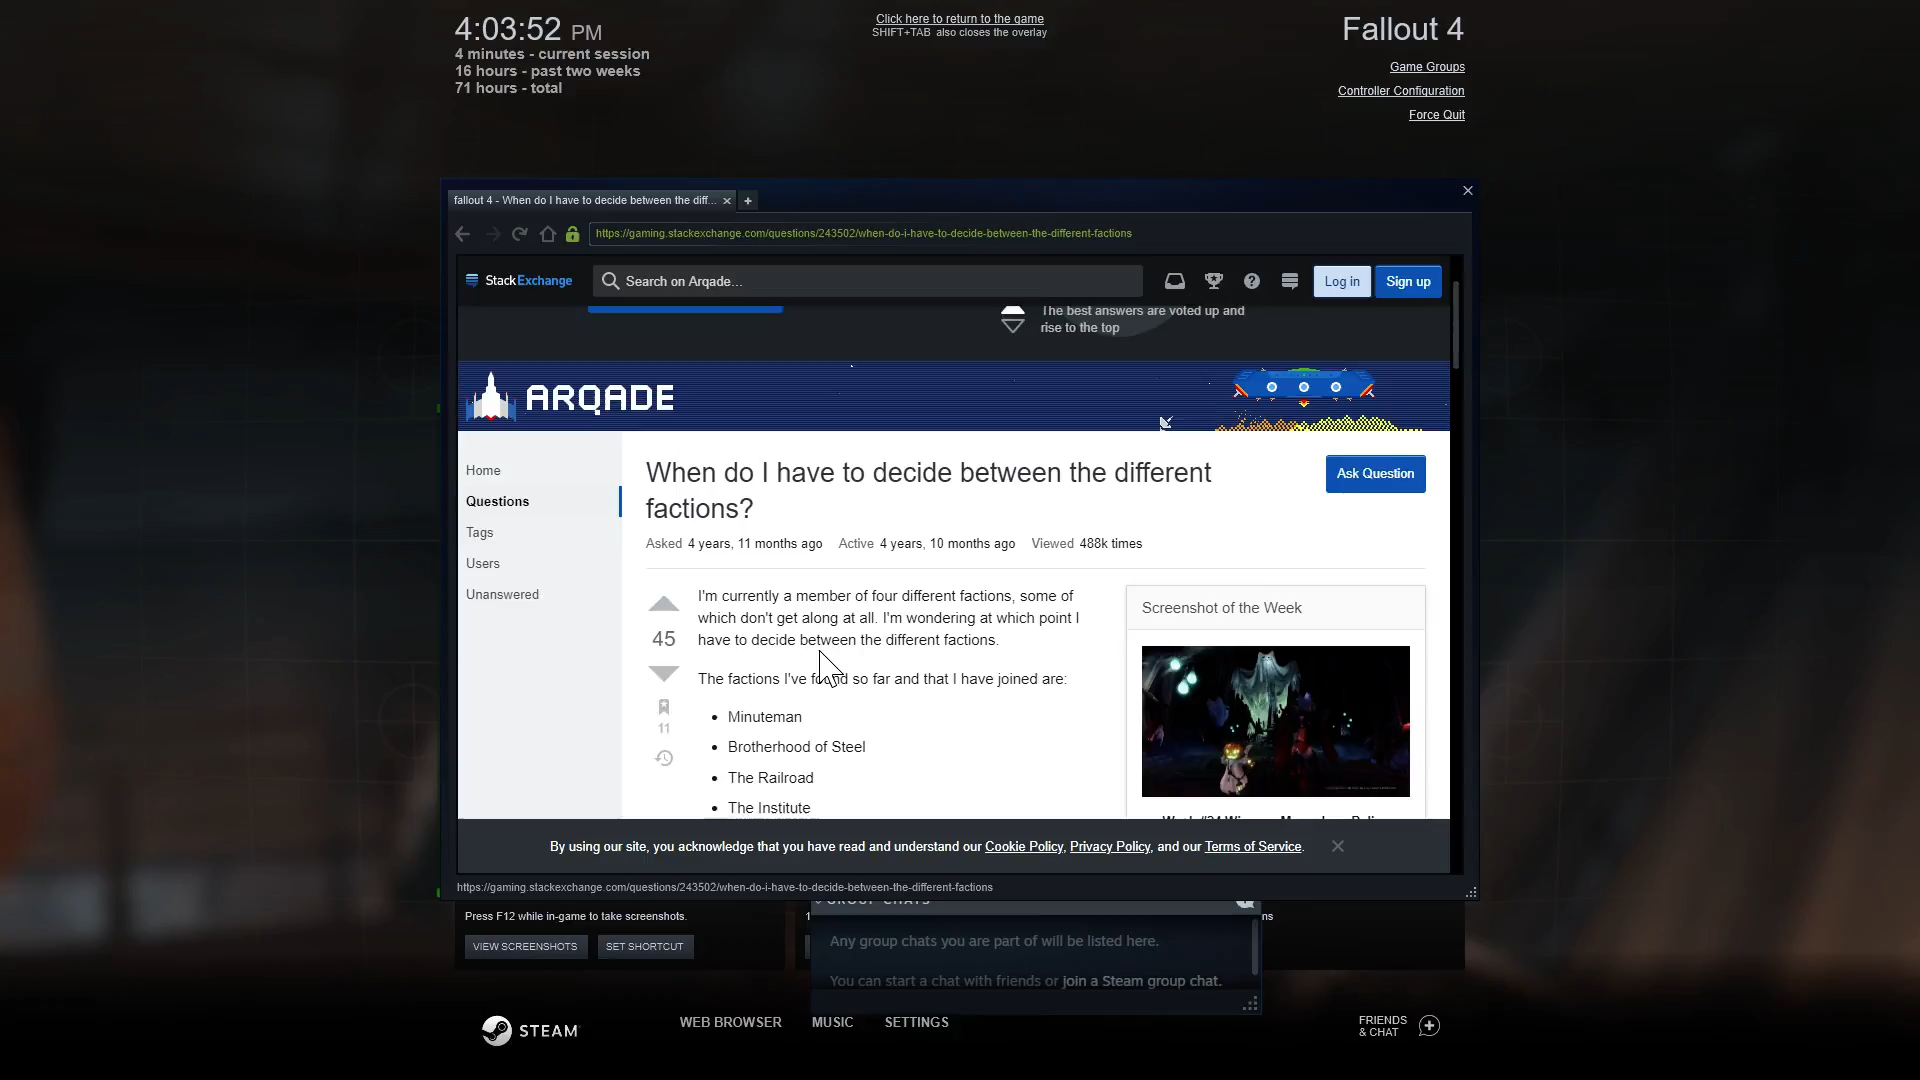 4:03:52 PM
4 minutes - current session
16 hours - past two weeks
71 hours - total
Click here to return to the game
SHIFT+TAB also closes the overlay
Fallout 4
Game Groups
Controller Configuration
Force Quit
fallout 4 - When do I have to decide between the diff...
https://gaming.stackexchange.com/questions/243502/when-do-i-have-to-decide-between-the-different-factions
StackExchange
Search on Arqade...
Log in
Sign up
The best answers are voted up and
rise to the top
ARQADE
Home
Questions
Tags
Users
Unanswered
When do I have to decide between the different
factions?
Ask Question
Asked 4 years, 11 months ago Active 4 years, 10 months ago Viewed 488k times
45
11
I'm currently a member of four different factions, some of
which don't get along at all. I'm wondering at which point I
have to decide between the different factions.
The factions I've found so far and that I have joined are:
Minuteman
Brotherhood of Steel
The Railroad
The Institute
Screenshot of the Week
By using our site, you acknowledge that you have read and understand our Cookie Policy, Privacy Policy, and our Terms of Service.
https://gaming.stackexchange.com/questions/243502/when-do-i-have-to-decide-between-the-different-factions
Press F12 while in-game to take screenshots.
VIEW SCREENSHOTS
SET SHORTCUT
GROUP CHATS
Any group chats you are part of will be listed here.
You can start a chat with friends or join a Steam group chat.
STEAM
WEB BROWSER
MUSIC
SETTINGS
FRIENDS
& CHAT